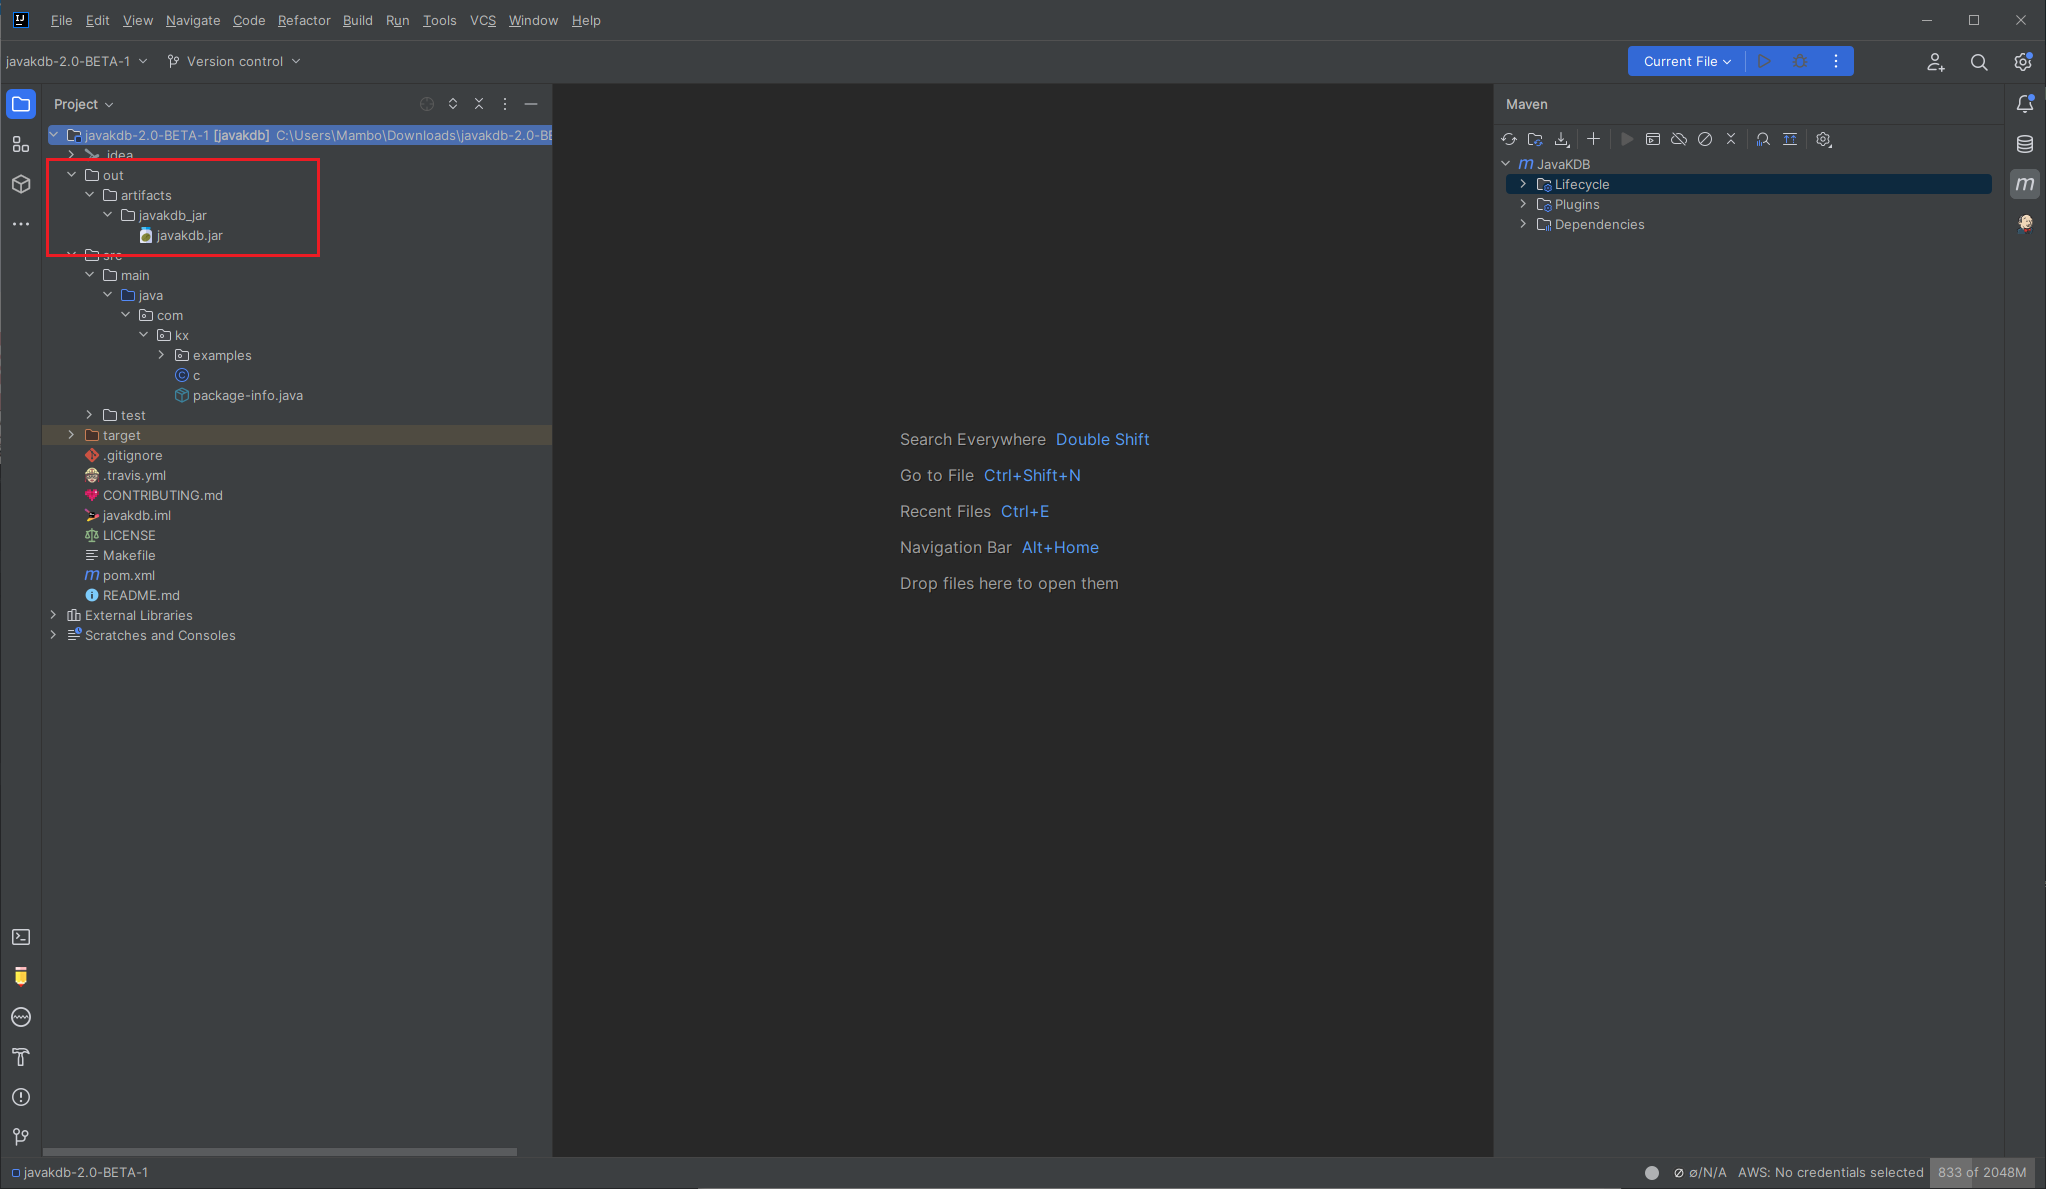 File Edit View Navigate Code Refactor Build Run Tools VCS Window Help
javakdb-2.0-BETA-1 Version control Current File
Project
javakdb-2.0-BETA-1 [javakdb] C:\Users\Mambo\Downloads\javakdb-2.0-BE
.idea
out
artifacts
javakdb_jar
javakdb.jar
src
main
java
com
kx
examples
c
package-info.java
test
target
.gitignore
.travis.yml
CONTRIBUTING.md
javakdb.iml
LICENSE
Makefile
pom.xml
README.md
External Libraries
Scratches and Consoles
Search Everywhere Double Shift
Go to File Ctrl+Shift+N
Recent Files Ctrl+E
Navigation Bar Alt+Home
Drop files here to open them
Maven
JavaKDB
Lifecycle
Plugins
Dependencies
javakdb-2.0-BETA-1
ø/N/A AWS: No credentials selected 833 of 2048M